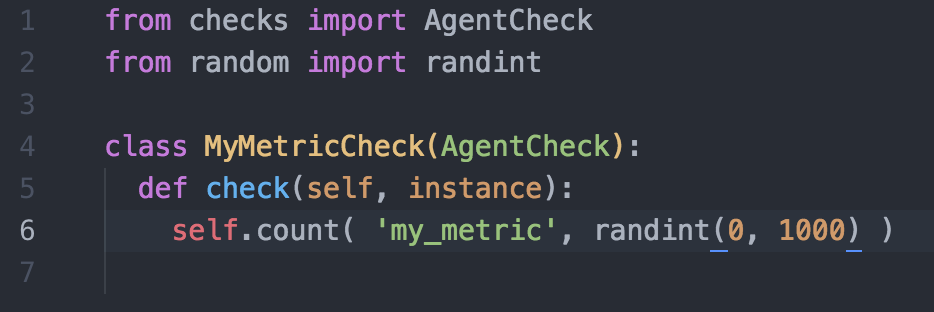 1 from checks import AgentCheck
2 from random import randint
3
4 class MyMetricCheck(AgentCheck):
5   def check(self, instance):
6     self.count( 'my_metric', randint(0, 1000) )
7